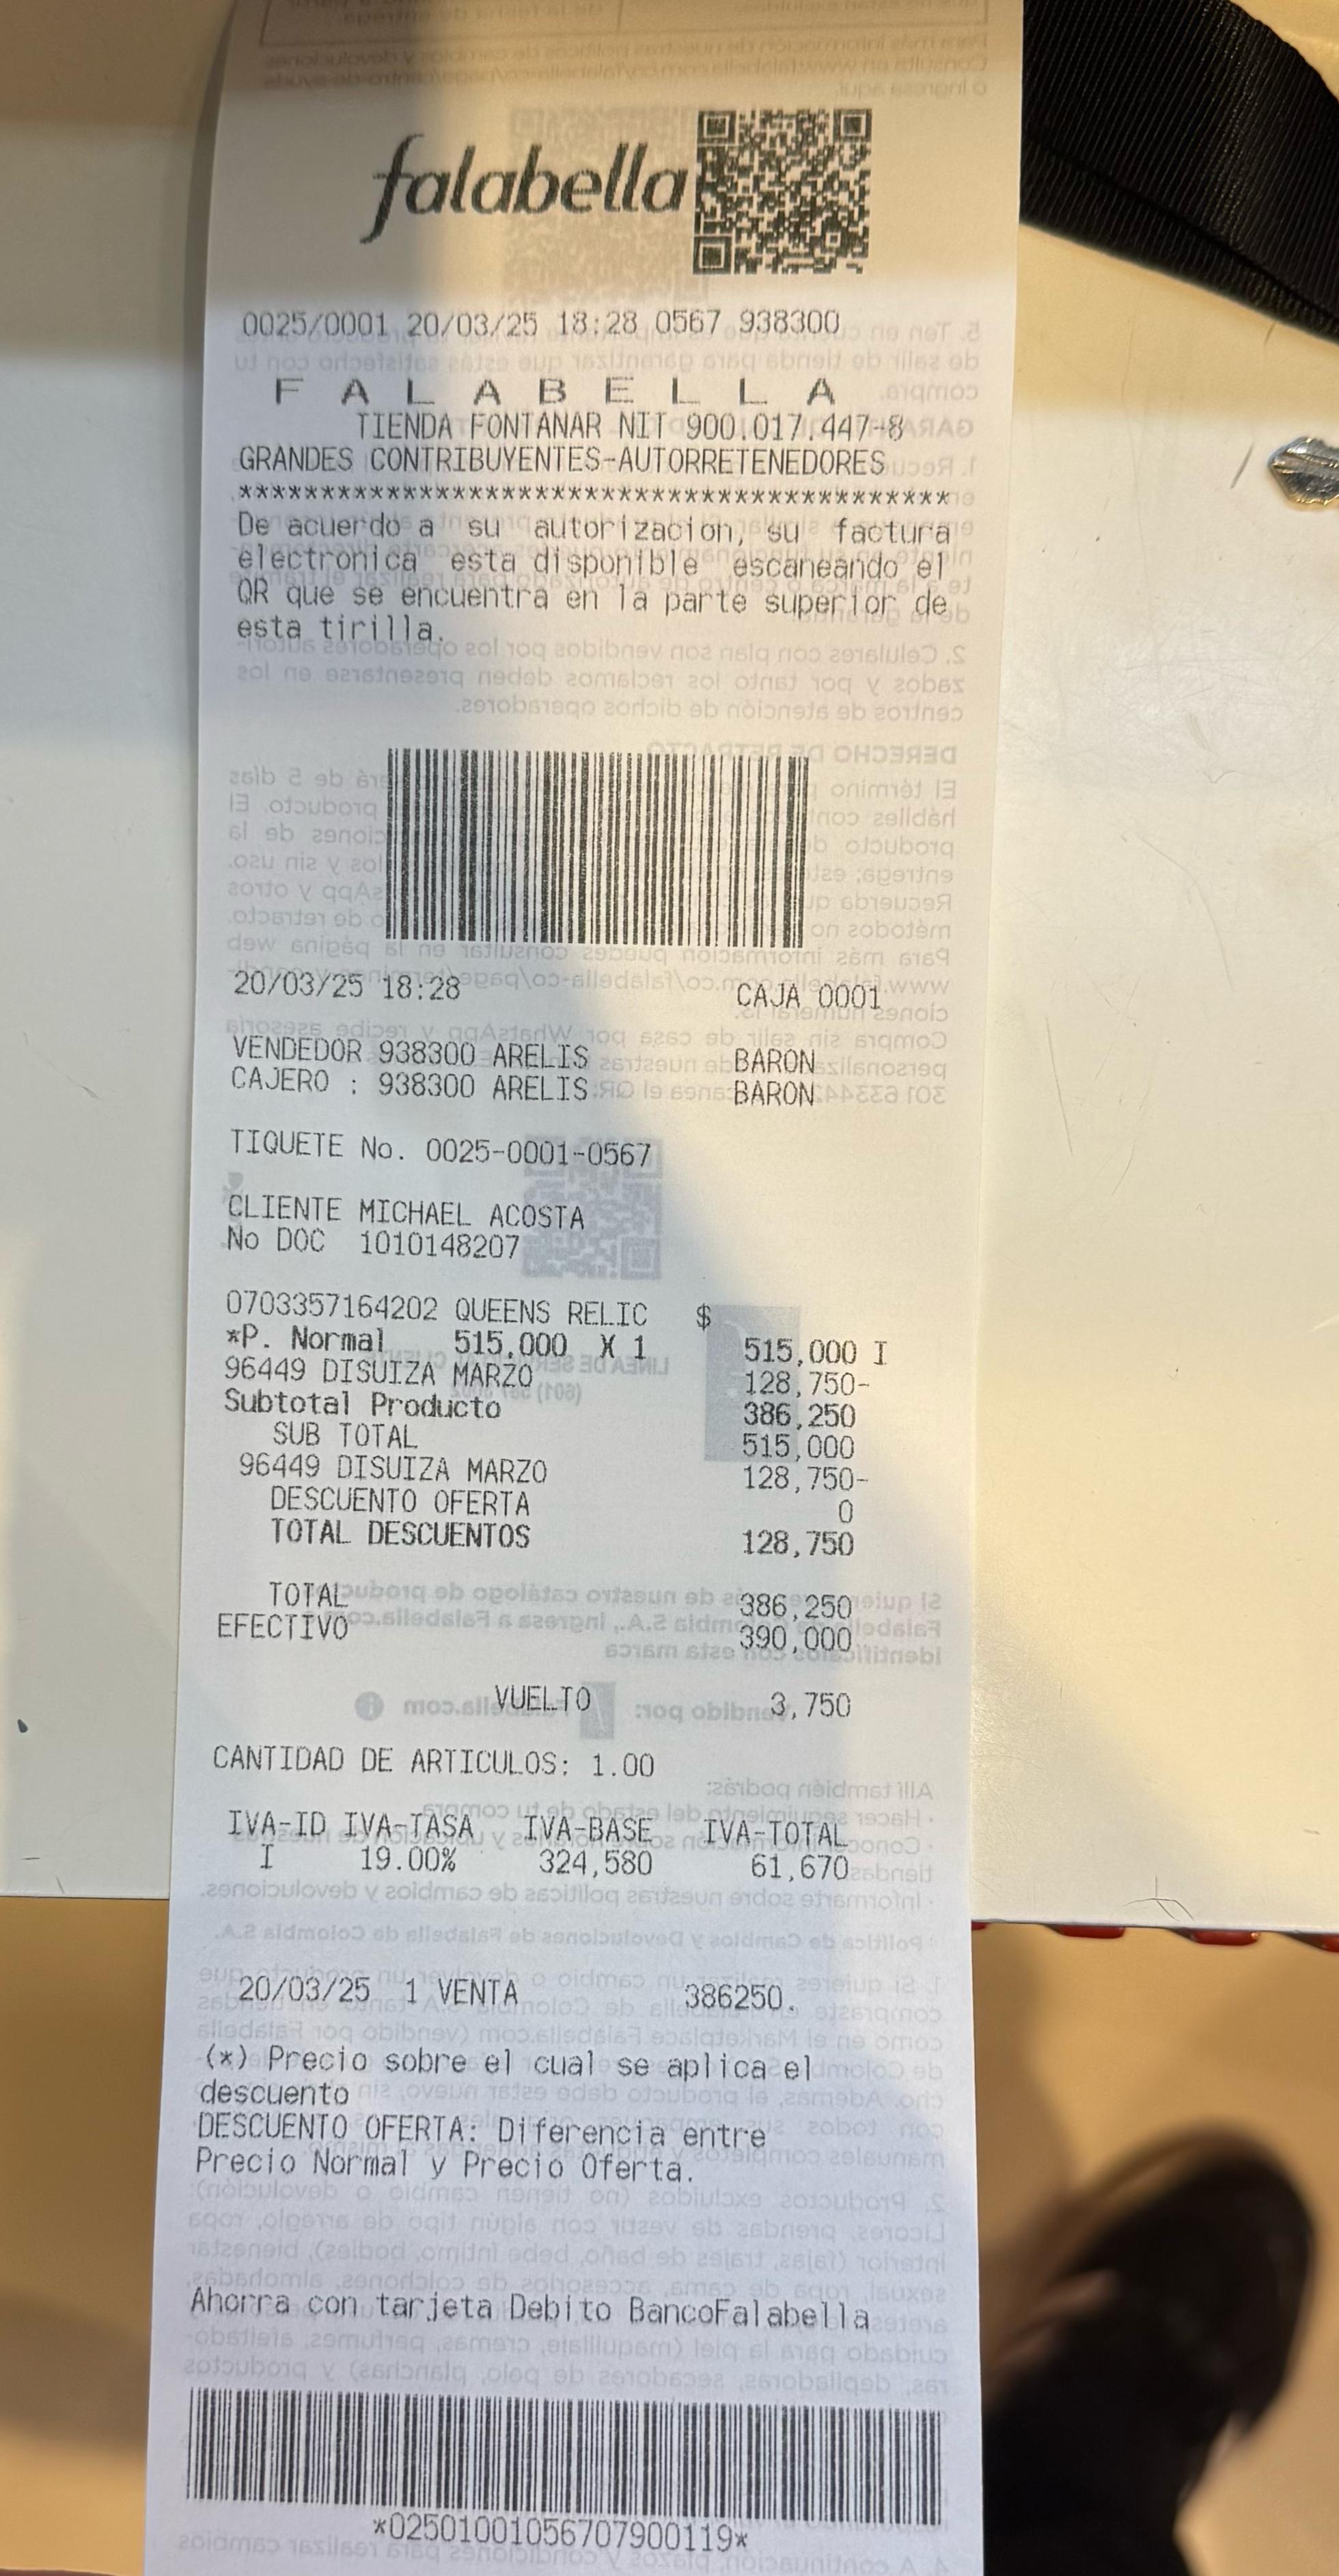 falabella
0025/0001 20/03/25 18:28 0567 938300
F A L A B E L L A
TIENDA FONTANAR NIT 900.017.447-8
GRANDES CONTRIBUYENTES-AUTORRETENEDORES
*******************************************
De acuerdo a su autorizacion, su factura
electronica esta disponible escaneando el
QR que se encuentra en la parte superior de
esta tirilla.
20/03/25 18:28 CAJA 0001
VENDEDOR 938300 ARELIS BARON
CAJERO : 938300 ARELIS BARON
TIQUETE No. 0025-0001-0567
CLIENTE MICHAEL ACOSTA
No DOC 1010148207
0703357164202 QUEENS RELIC $
*P. Normal 515,000 X 1 515,000 I
96449 DISUIZA MARZO 128,750-
Subtotal Producto 386,250
SUB TOTAL 515,000
96449 DISUIZA MARZO 128,750-
DESCUENTO OFERTA 0
TOTAL DESCUENTOS 128,750
TOTAL 386,250
EFECTIVO 390,000
VUELTO 3,750
CANTIDAD DE ARTICULOS: 1.00
IVA-ID IVA-TASA IVA-BASE IVA-TOTAL
I 19.00% 324,580 61,670
20/03/25 1 VENTA 386250.
(*) Precio sobre el cual se aplica el
descuento
DESCUENTO OFERTA: Diferencia entre
Precio Normal y Precio Oferta.
Ahorra con tarjeta Debito BancoFalabella
*02501001056707900119*